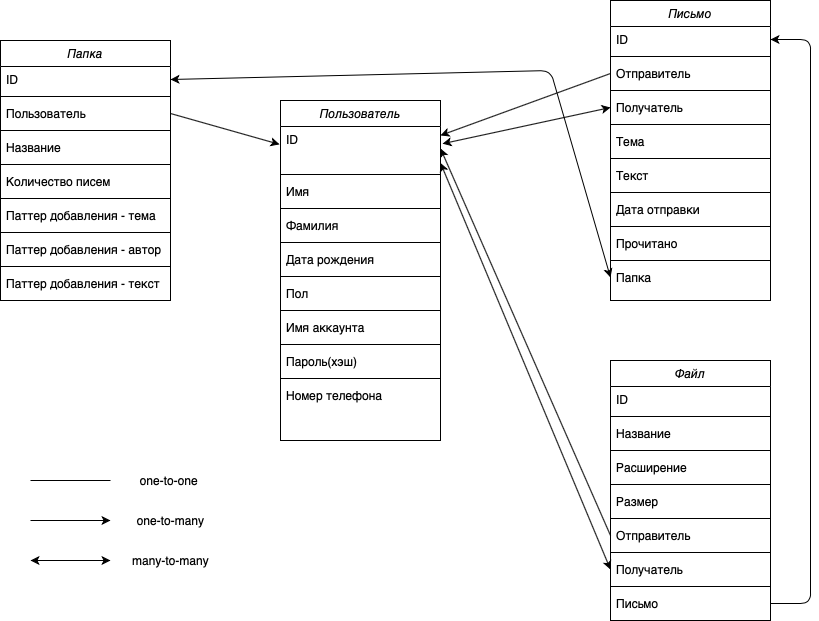 Папка
ID
Пользователь
Название
Количество писем
Паттер добавления - тема
Паттер добавления - автор
Паттер добавления - текст
Пользователь
ID
Имя
Фамилия
Дата рождения
Пол
Имя аккаунта
Пароль(хэш)
Номер телефона
Письмо
ID
Отправитель
Получатель
Тема
Текст
Дата отправки
Прочитано
Папка
Файл
ID
Название
Расширение
Размер
Отправитель
Получатель
Письмо
one-to-one
one-to-many
many-to-many